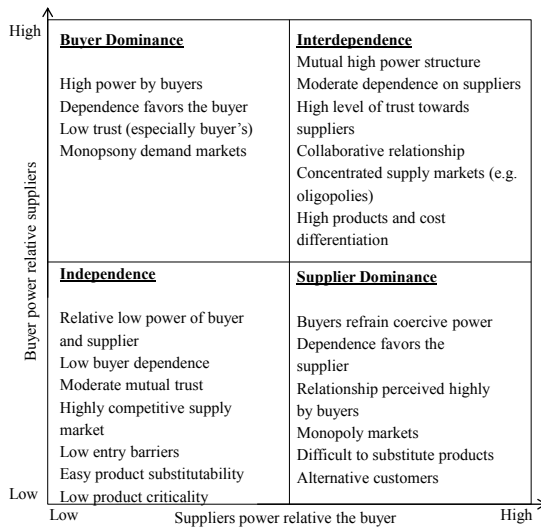 High
Buyer Dominance
High power by buyers
Dependence favors the buyer
Low trust (especially buyer's)
Monopsony demand markets
Interdependence
Mutual high power structure
Moderate dependence on suppliers
High level of trust towards
suppliers
Collaborative relationship
Concentrated supply markets (e.g.
oligopolies)
High products and cost
differentiation
Buyer power relative suppliers
Independence
Relative low power of buyer
and supplier
Low buyer dependence
Moderate mutual trust
Highly competitive supply
market
Low entry barriers
Easy product substitutability
Low product criticality
Supplier Dominance
Buyers refrain coercive power
Dependence favors the
supplier
Relationship perceived highly
by buyers
Monopoly markets
Difficult to substitute products
Alternative customers
Low
Low
Suppliers power relative the buyer
High